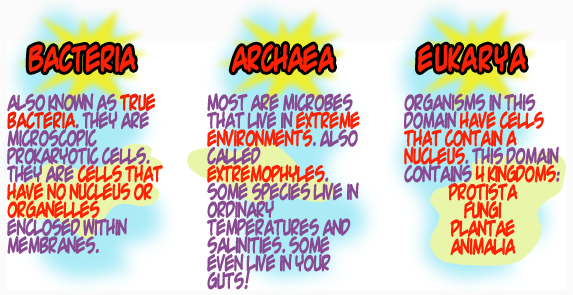 BACTERIA
ALSO KNOWN AS TRUE
BACTERIA. THEY ARE
MICROSCOPIC
PROKARYOTIC CELLS.
THEY ARE CELLS THAT
HAVE NO NUCLEUS OR
ORGANELLES
ENCLOSED WITHIN
MEMBRANES.
ARCHAEA
MOST ARE MICROBES
THAT LIVE IN EXTREME
ENVIRONMENTS. ALSO
CALLED
EXTREMOPHYLES.
SOME SPECIES LIVE IN
ORDINARY
TEMPERATURES AND
SALINITIES. SOME
EVEN LIVE IN YOUR
GUTS!
EUKARYA
ORGANISMS IN THIS
DOMAIN HAVE CELLS
THAT CONTAIN A
NUCLEUS. THIS DOMAIN
CONTAINS 4 KINGDOMS:
PROTISTA
FUNGI
PLANTAE
ANIMALIA